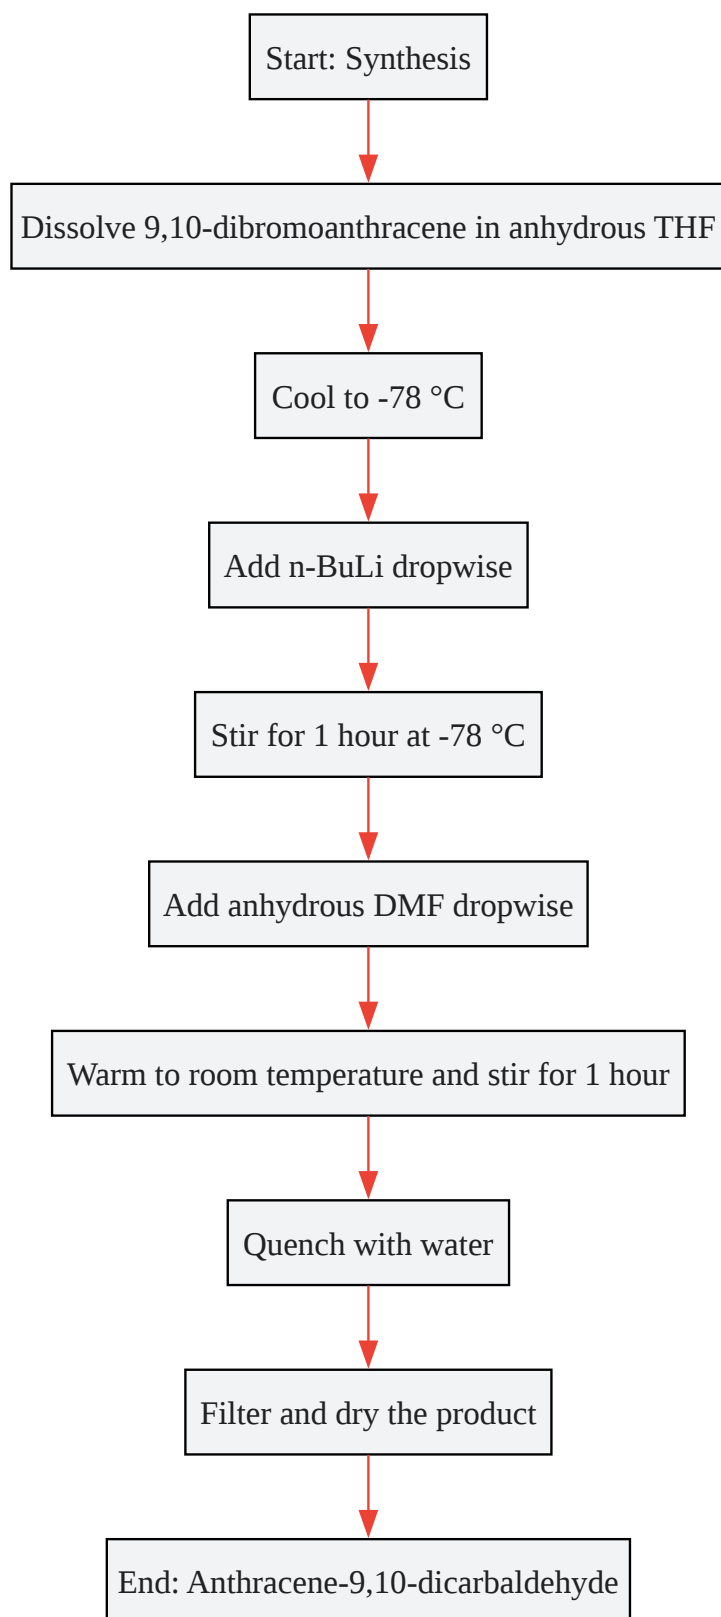 Start: Synthesis
Dissolve 9,10-dibromoanthracene in anhydrous THF
Cool to -78 °C
Add n-BuLi dropwise
Stir for 1 hour at -78 °C
Add anhydrous DMF dropwise
Warm to room temperature and stir for 1 hour
Quench with water
Filter and dry the product
End: Anthracene-9,10-dicarbaldehyde